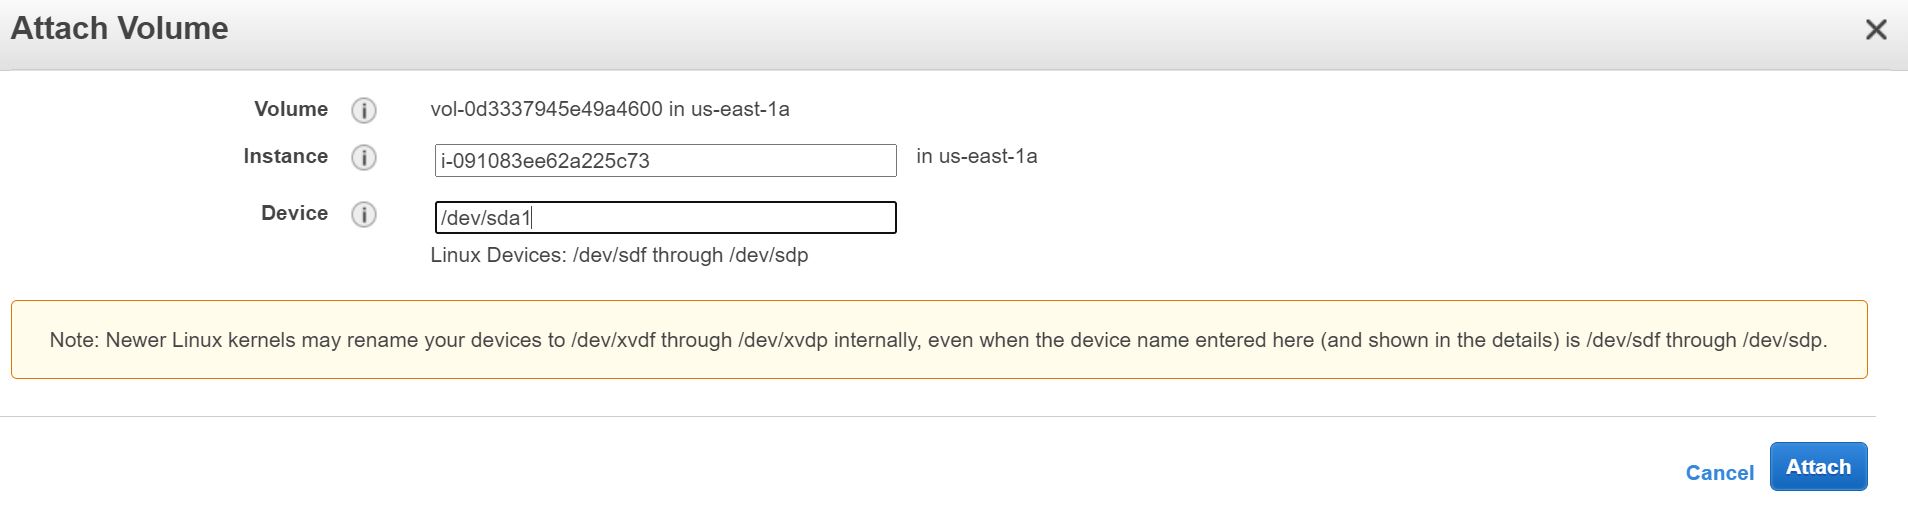 Attach Volume
Volume vol-0d3337945e49a4600 in us-east-1a
Instance i-091083ee62a225c73 in us-east-1a
Device /dev/sda1
Linux Devices: /dev/sdf through /dev/sdp
Note: Newer Linux kernels may rename your devices to /dev/xvdf through /dev/xvdp internally, even when the device name entered here (and shown in the details) is /dev/sdf through /dev/sdp.
Cancel Attach